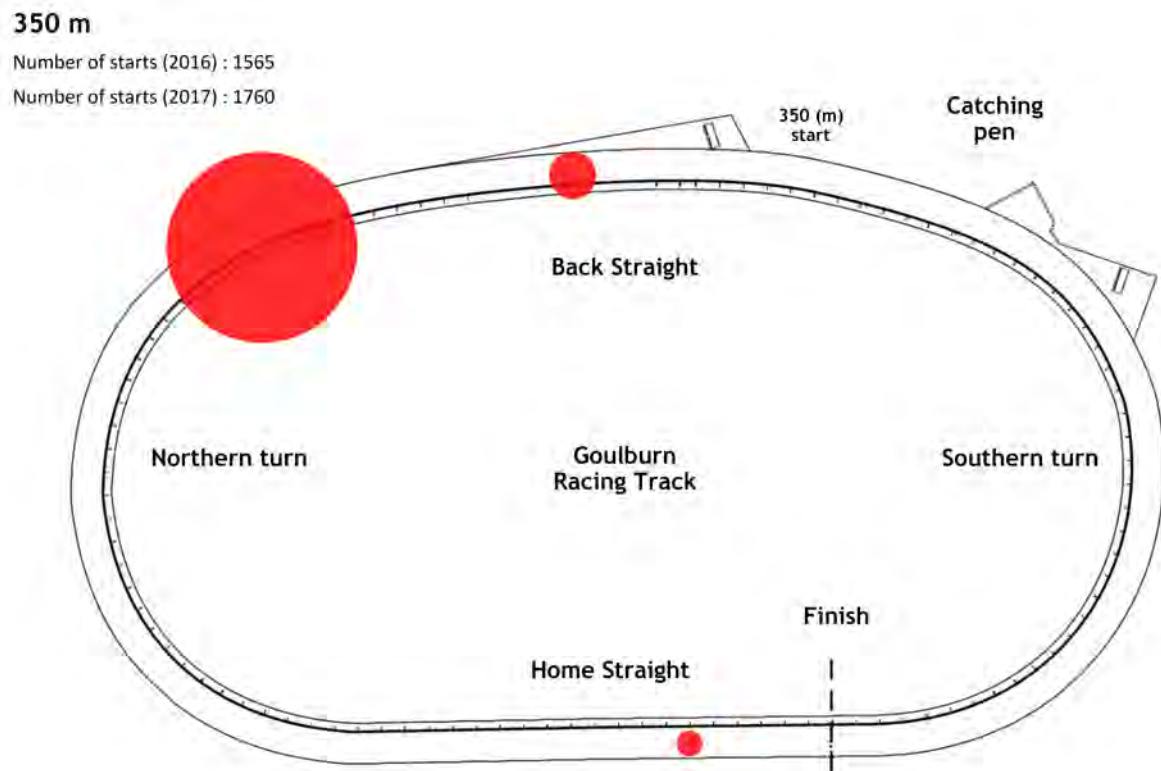 350 m
Number of starts (2016) : 1565
Number of starts (2017) : 1760
350 (m)
start
Catching
pen
Back Straight
Northern turn
Goulburn
Racing Track
Southern turn
Finish
Home Straight